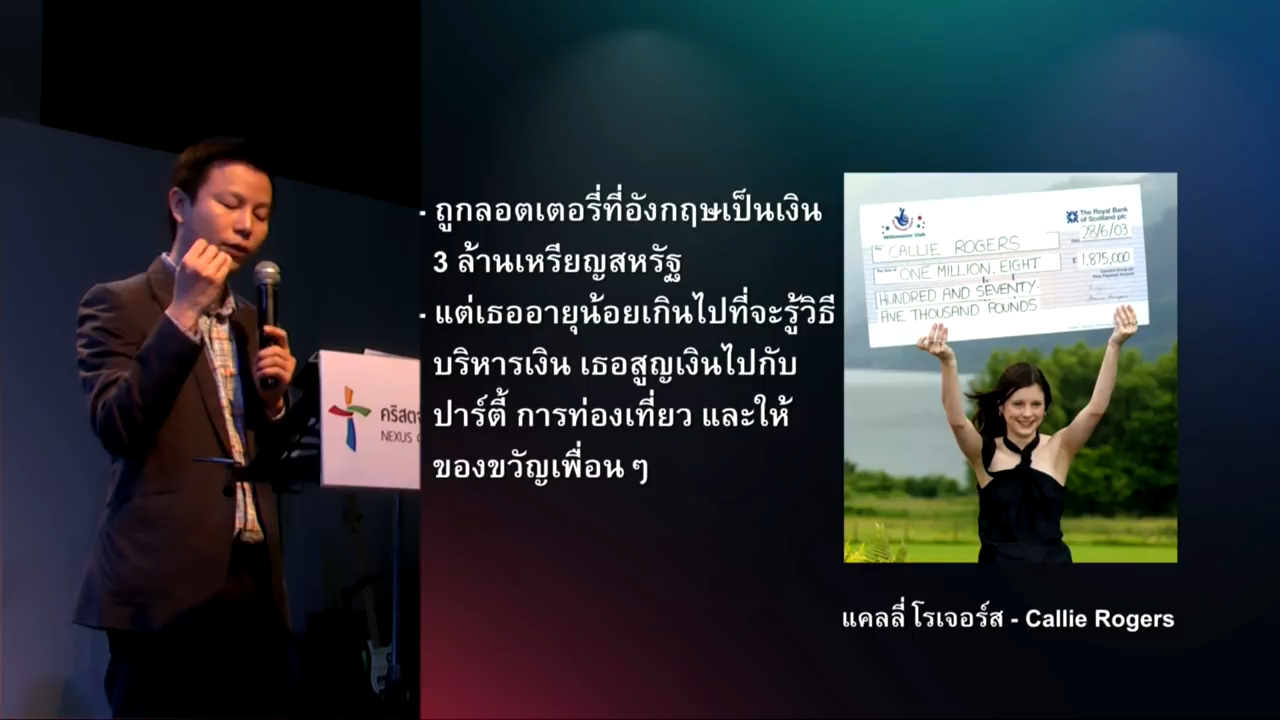 - ถูกลอตเตอรี่ที่อังกฤษเป็นเงิน
3 ล้านเหรียญสหรัฐ
- แต่เธออายุน้อยเกินไปที่จะรู้วิธี
บริหารเงิน เธอสูญเงินไปกับ
ปาร์ตี้ การท่องเที่ยว และให้
ของขวัญเพื่อน ๆ
The Royal Bank
of Scotland plc
28/6/03
CALLIE ROGERS
ONE MILLION, EIGHT
£ 1,875,000
HUNDRED AND SEVENTY-
FIVE THOUSAND POUNDS
แคลลี่ โรเจอร์ส - Callie Rogers
NEXUS